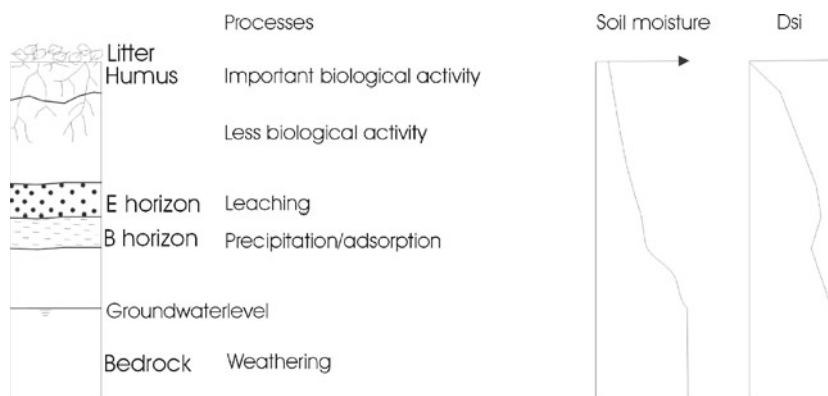 Processes Soil moisture Dsi
Litter
Humus Important biological activity
Less biological activity
E horizon Leaching
B horizon Precipitation/adsorption
Groundwaterlevel
Bedrock Weathering